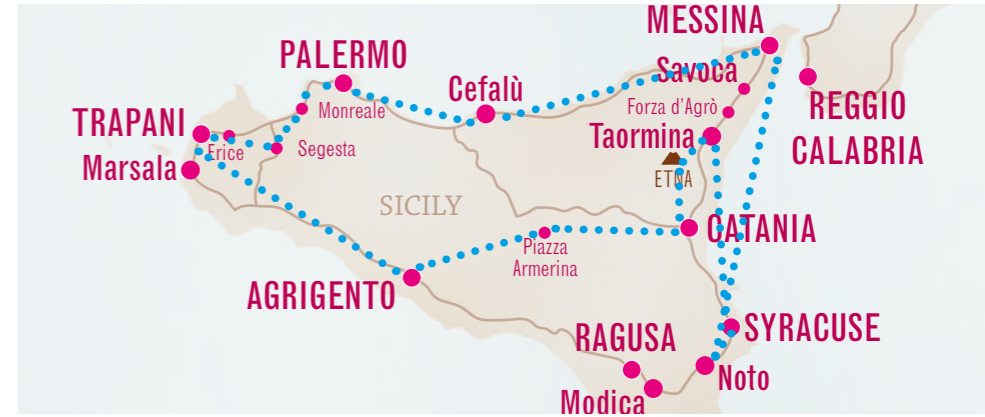 MESSINA
PALERMO
Savoca
Cefalù
Forza d'Agrò
REGGIO
CALABRIA
Monreale
TRAPANI
Erice
Segesta
Taormina
Marsala
ETNA
SICILY
CATANIA
Piazza
Armerina
AGRIGENTO
RAGUSA
SYRACUSE
Noto
Modica